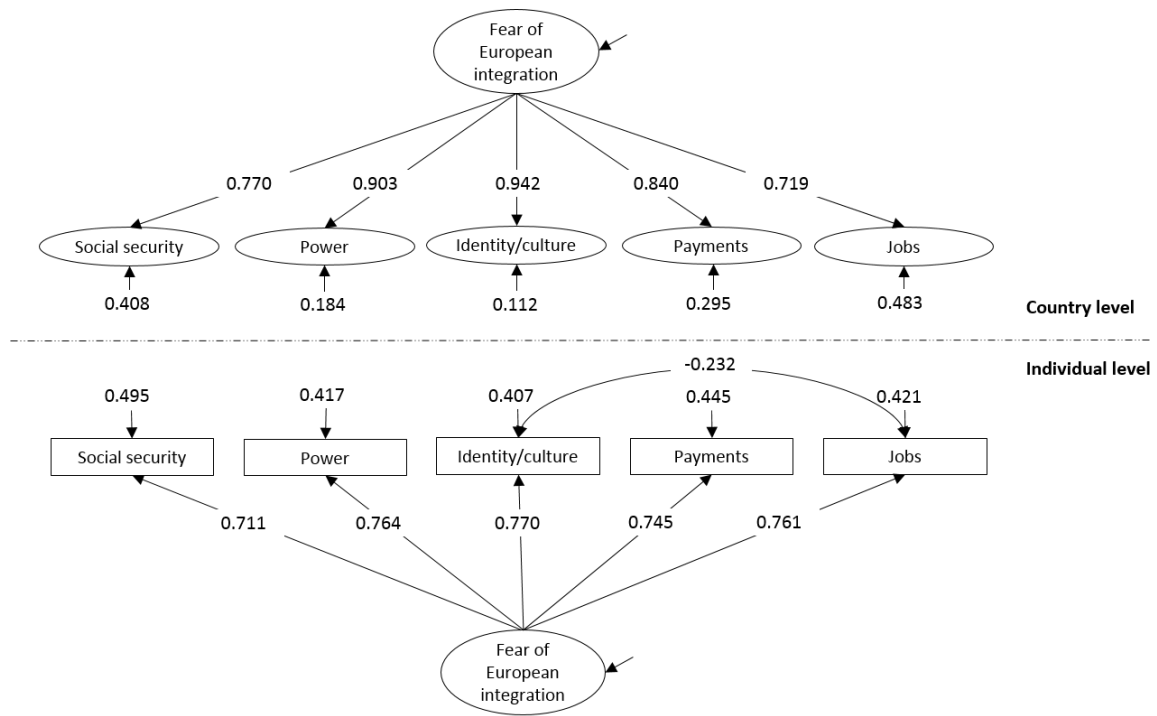 Fear of
European
integration
0.770
0.903
0.942
0.840
0.719
Social security
Power
Identity/culture
Payments
Jobs
0.408
0.184
0.112
0.295
0.483
Country level
Individual level
-0.232
0.495
0.417
0.407
0.445
0.421
Social security
Power
Identity/culture
Payments
Jobs
0.711
0.764
0.770
0.745
0.761
Fear of
European
integration